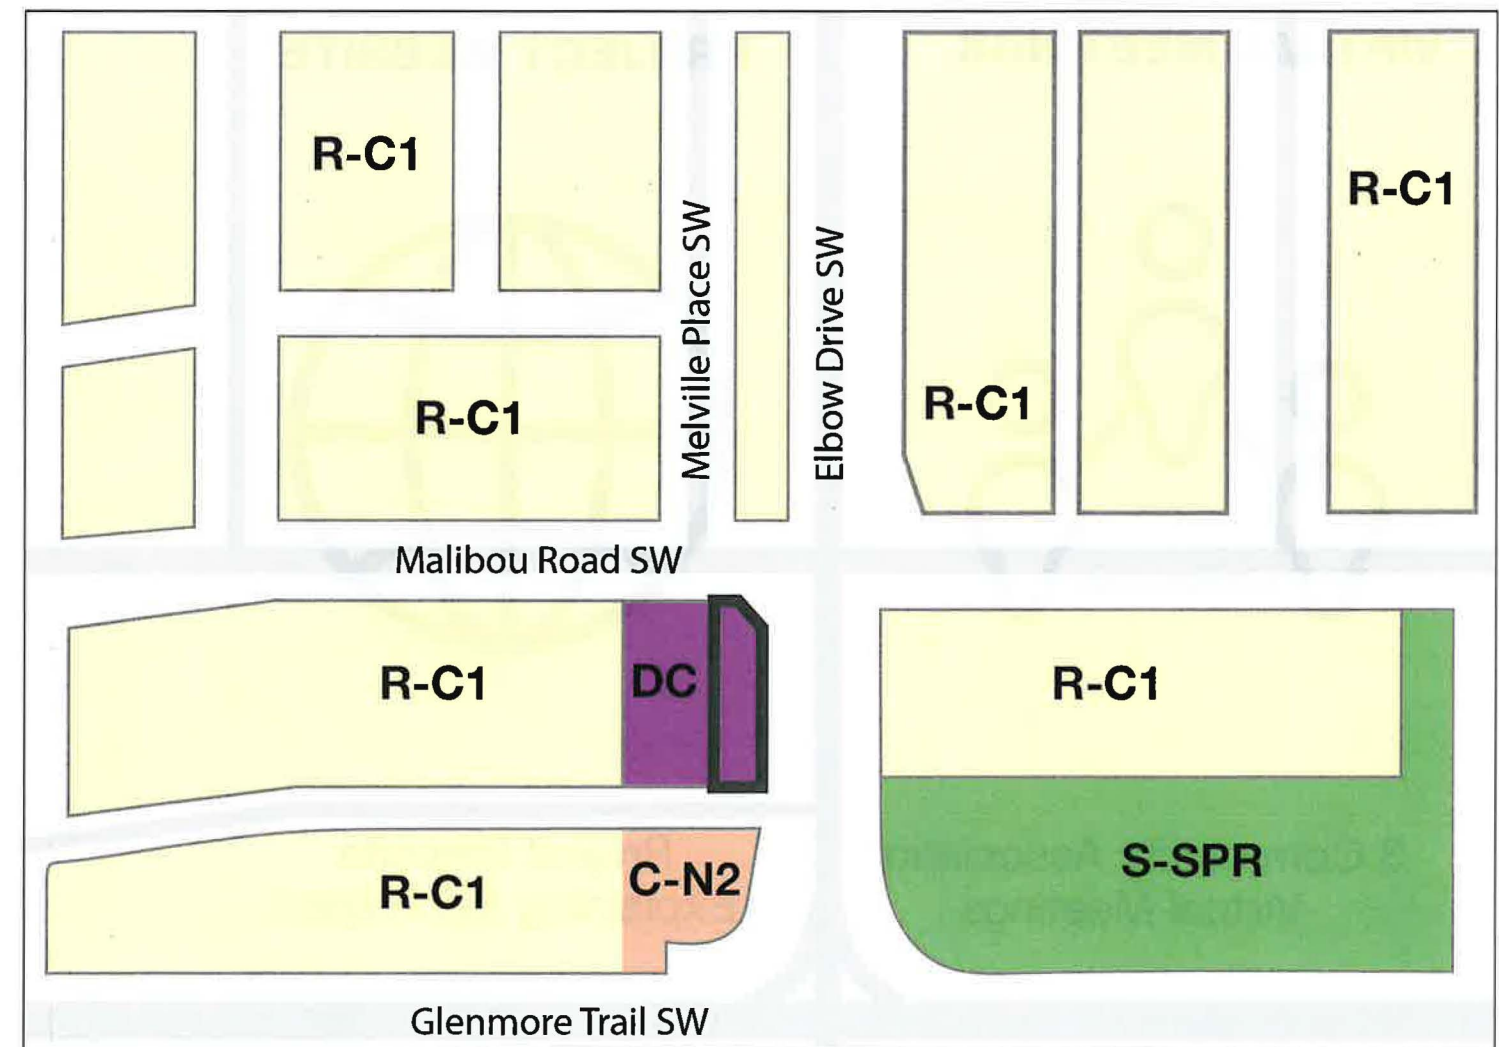 R-C1
R-C1
Melville Place SW
Elbow Drive SW
R-C1
R-C1
Malibou Road SW
R-C1
DC
R-C1
R-C1
C-N2
S-SPR
Glenmore Trail SW